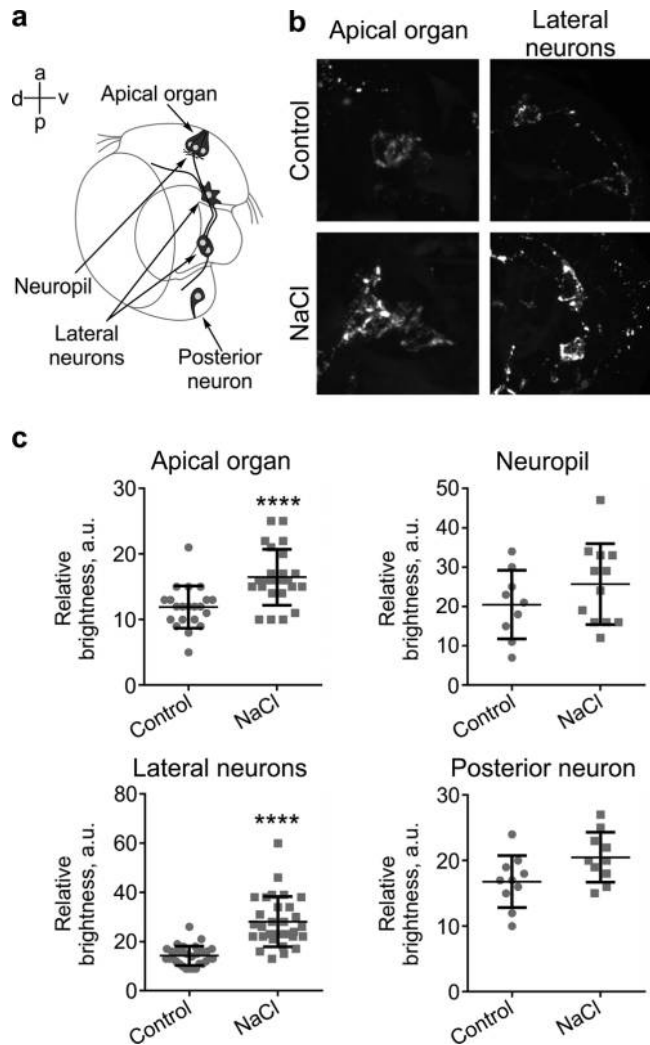 a
a
d
v
p
Apical organ
Neuropil
Lateral
neurons
Posterior
neuron
b
Apical organ
Lateral
neurons
Control
NaCl
c
Apical organ
Relative
brightness, a.u.
30
20
10
0
****
Control
NaCl
Neuropil
Relative
brightness, a.u.
50
40
30
20
10
0
Control
NaCl
Lateral neurons
Relative
brightness, a.u.
80
60
40
20
0
****
Control
NaCl
Posterior neuron
Relative
brightness, a.u.
30
20
10
0
Control
NaCl